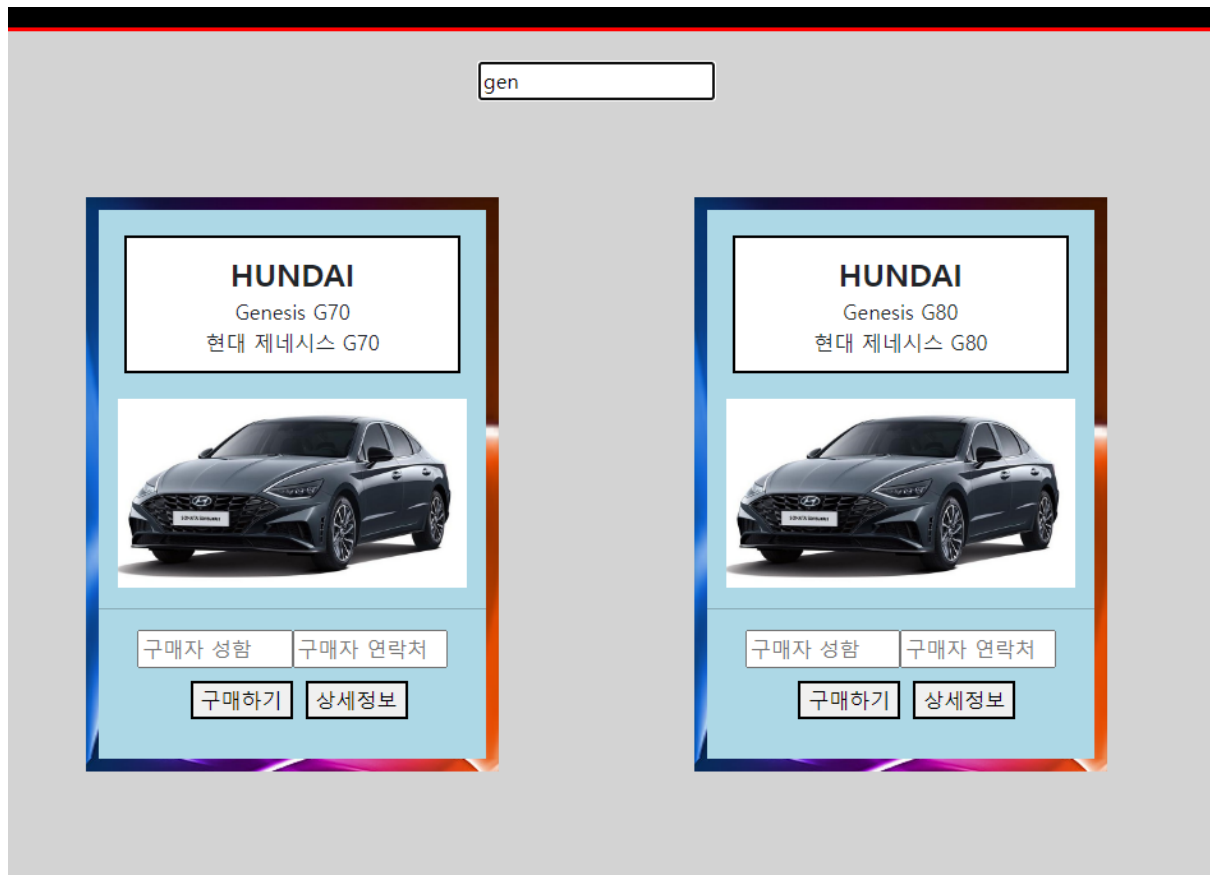 gen
HUNDAI
Genesis G70
현대 제네시스 G70
구매자 성함 구매자 연락처
구매하기 상세정보
HUNDAI
Genesis G80
현대 제네시스 G80
구매자 성함 구매자 연락처
구매하기 상세정보